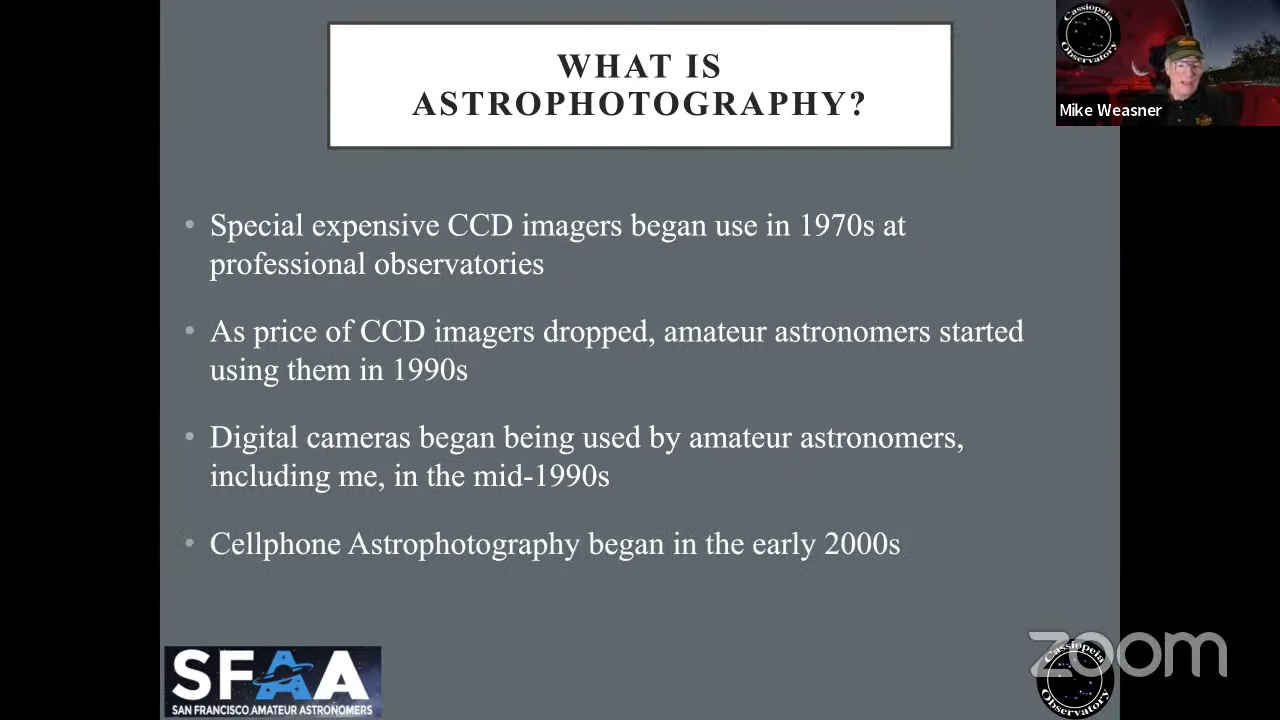 WHAT IS
ASTROPHOTOGRAPHY?
Cassiopeia
Observatory
Mike Weasner
• Special expensive CCD imagers began use in 1970s at
professional observatories
• As price of CCD imagers dropped, amateur astronomers started
using them in 1990s
• Digital cameras began being used by amateur astronomers,
including me, in the mid-1990s
• Cellphone Astrophotography began in the early 2000s
SFAA
SAN FRANCISCO AMATEUR ASTRONOMERS
zoom
Cassiopeia
Observatory